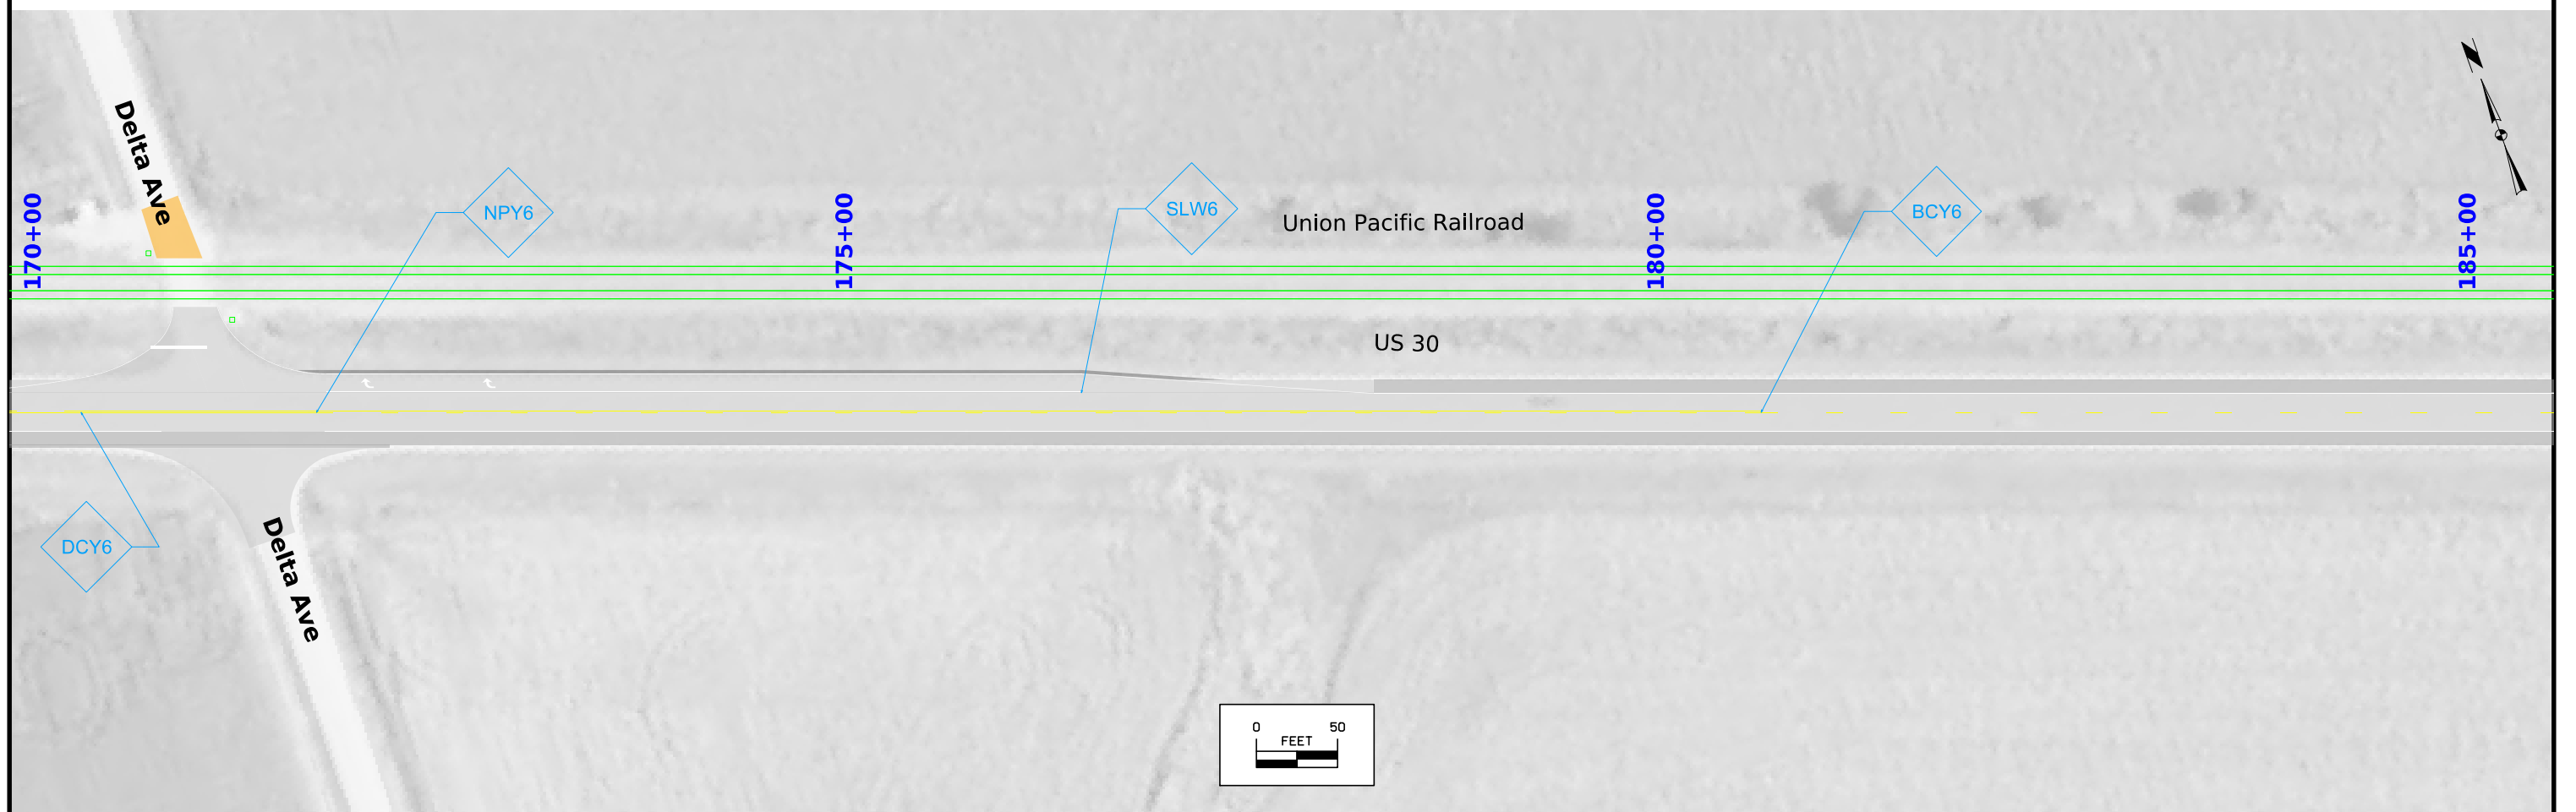 N
Delta Ave
170+00
NPY6
175+00
SLW6
Union Pacific Railroad
180+00
BCY6
185+00
US 30
DCY6
Delta Ave
0 50
FEET